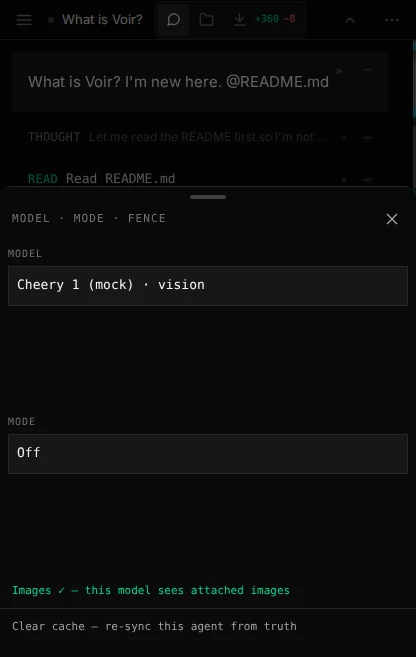 What is Voir?
+360 −8
What is Voir? I'm new here. @README.md
THOUGHT Let me read the README first so I'm not ...
READ Read README.md
MODEL · MODE · FENCE
MODEL
Cheery 1 (mock) · vision
MODE
Off
Images ✓ — this model sees attached images
Clear cache — re-sync this agent from truth